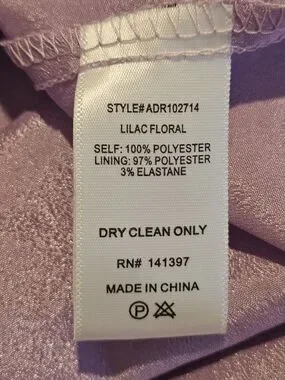 STYLE#ADR102714
LILAC FLORAL
SELF: 100% POLYESTER
LINING: 97% POLYESTER
3% ELASTANE
DRY CLEAN ONLY
RN# 141397
MADE IN CHINA
P